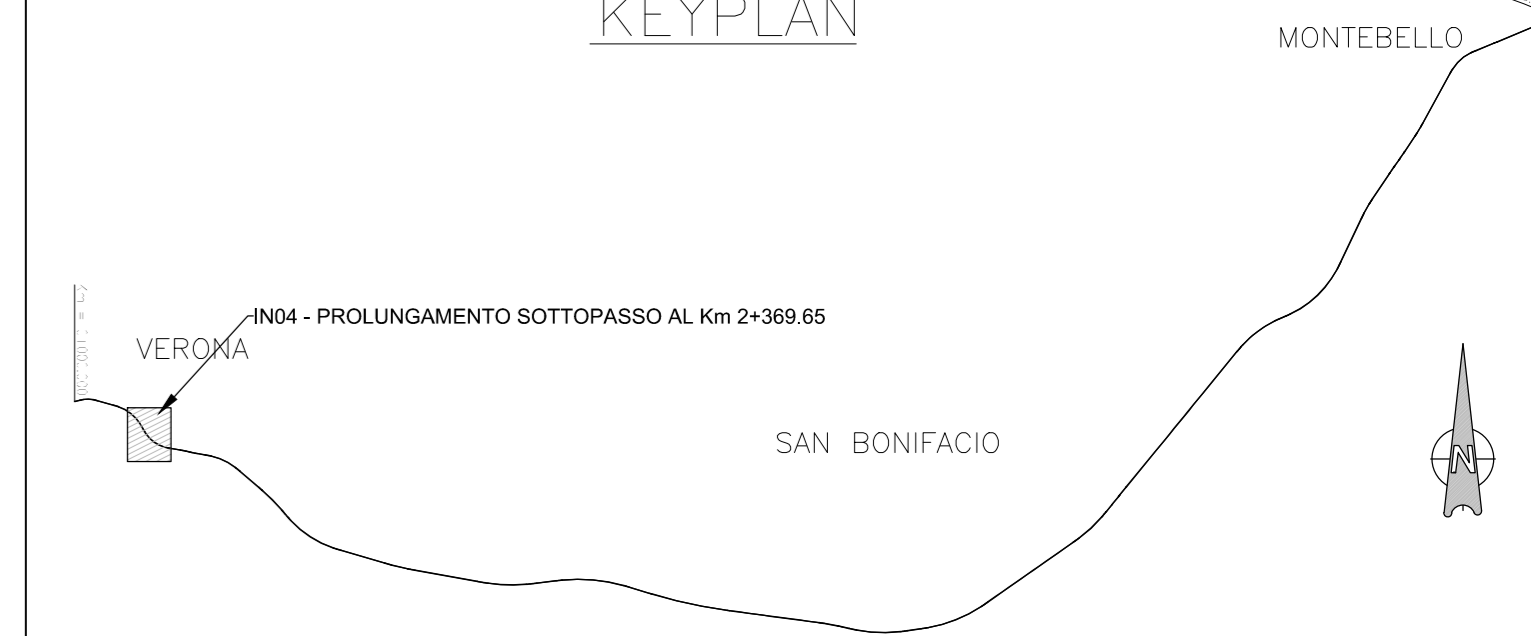 KEYPLAN
MONTEBELLO
IN04 - PROLUNGAMENTO SOTTOPASSO AL Km 2+369.65
VERONA
SAN BONIFACIO
N